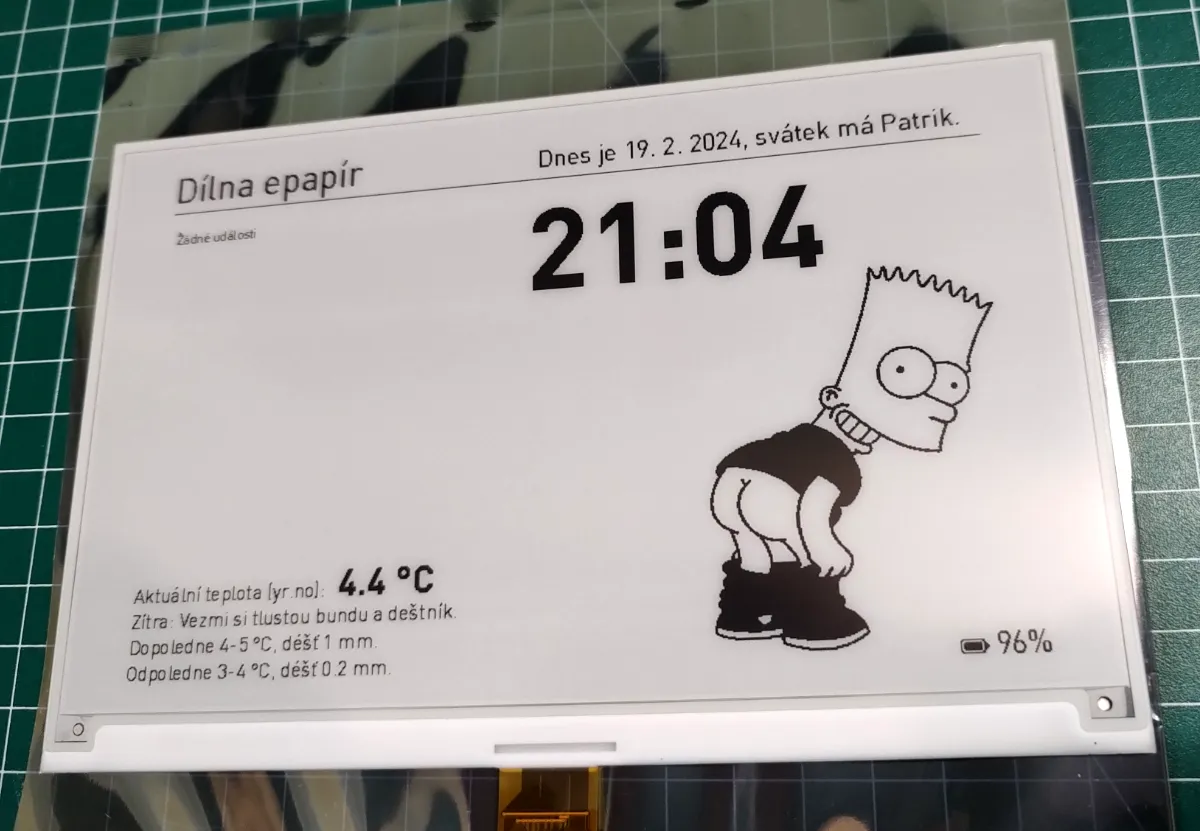 Dílna epapír
Dnes je 19. 2. 2024, svátek má Patrik.
Žádné události
21:04
Aktuální teplota (yr.no): 4.4 °C
Zítra: Vezmi si tlustou bundu a deštník.
Dopoledne 4-5 °C, déšť 1 mm.
Odpoledne 3-4 °C, déšť 0.2 mm.
96%